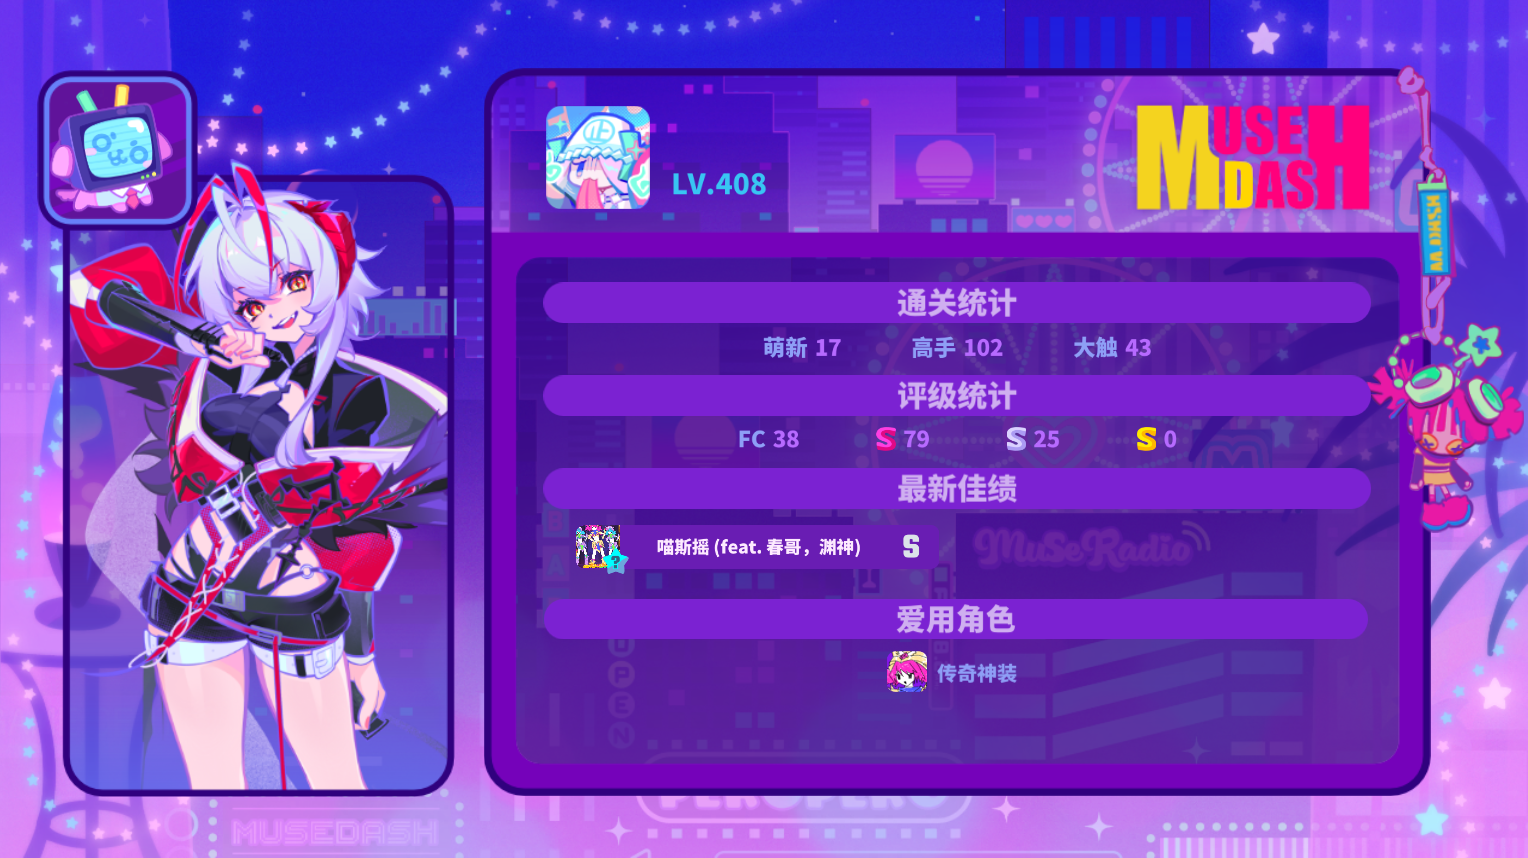 LV.408
MUSE DASH
通关统计
萌新 17 高手 102 大触 43
评级统计
FC 38 S 79 S 25 S 0
最新佳绩
喵斯摇 (feat. 春哥，渊神) S
MuseRadio
爱用角色
传奇神装
OPEN
PEROPERO
MUSEDASH